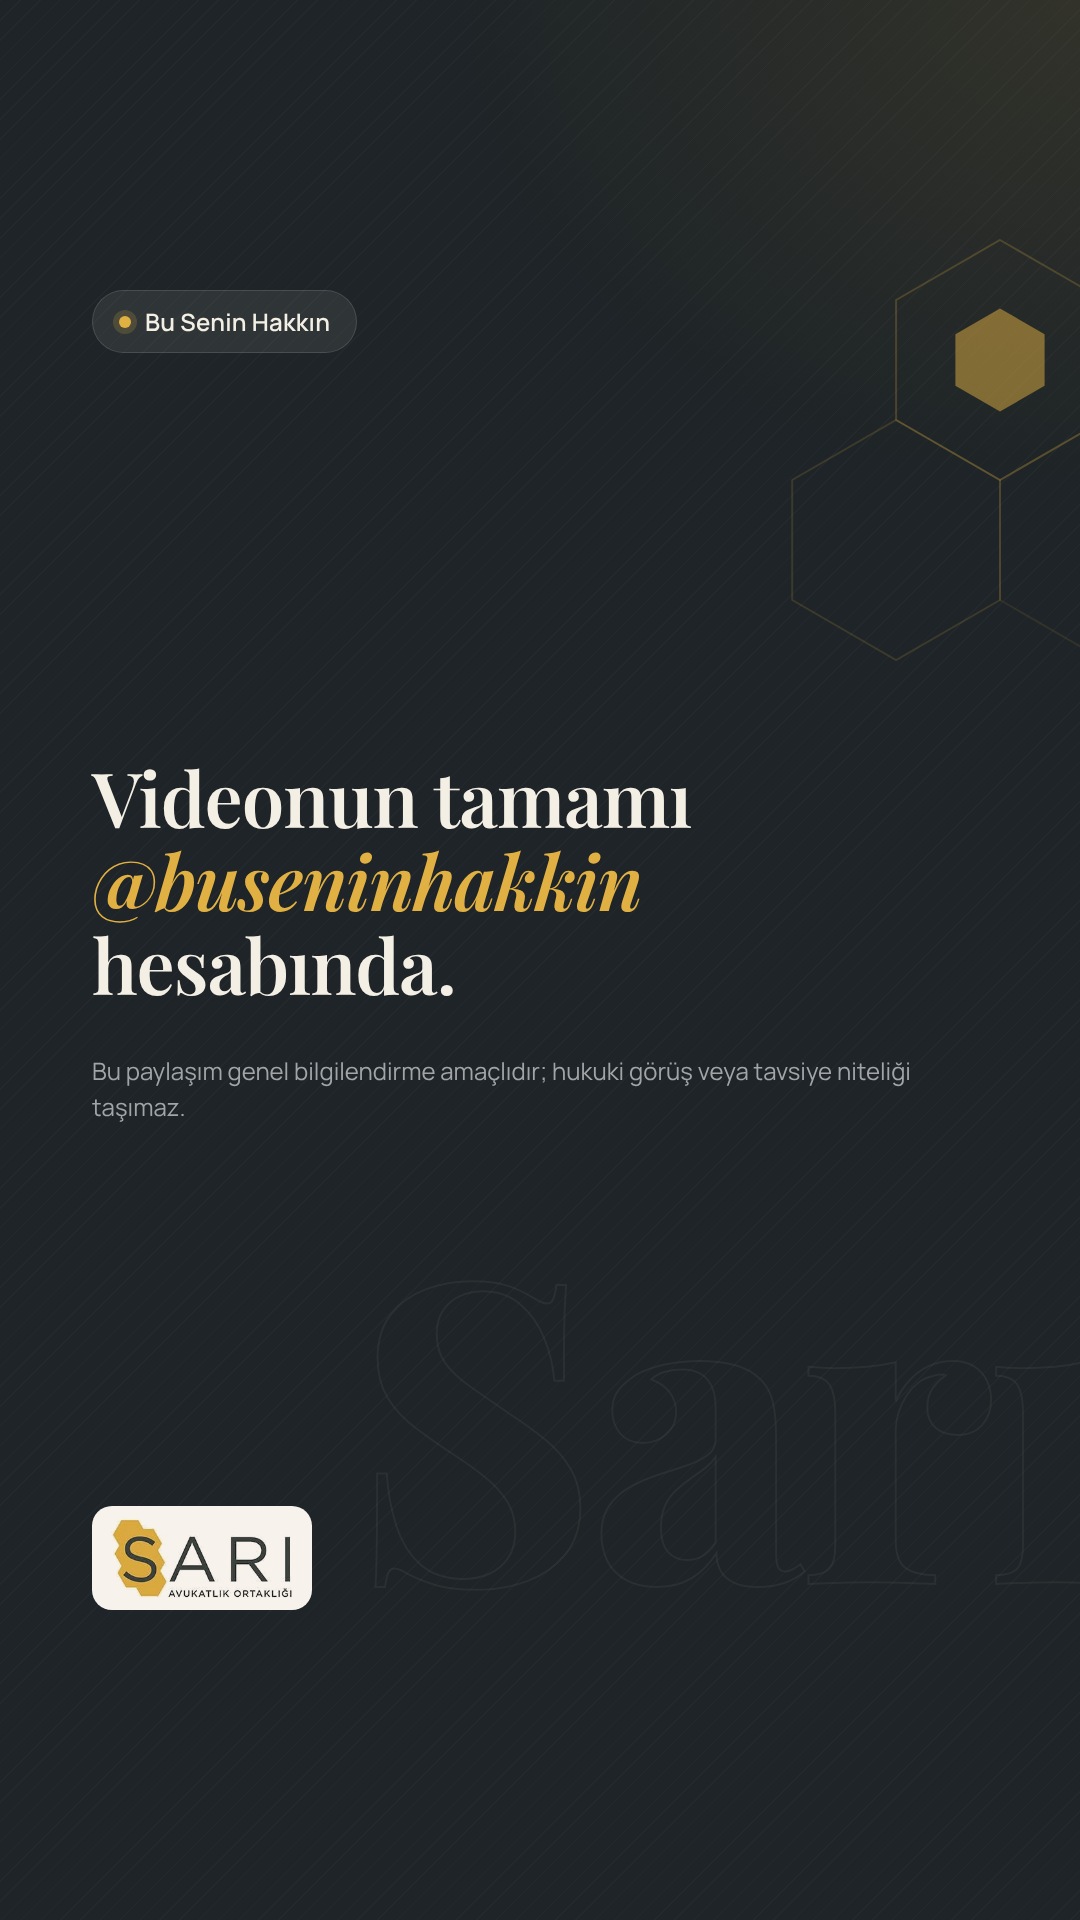 Bu Senin Hakkın
Videonun tamamı
@buseninhakkin
hesabında.
Bu paylaşım genel bilgilendirme amaçlıdır; hukuki görüş veya tavsiye niteliği
taşımaz.
Sarı
SARI
AVUKATLIK ORTAKLIĞI